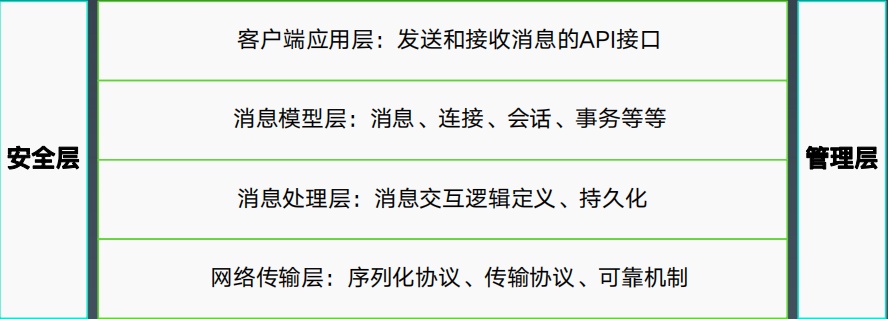 客户端应用层：发送和接收消息的API接口
消息模型层：消息、连接、会话、事务等等
安全层
管理层
消息处理层：消息交互逻辑定义、持久化
网络传输层：序列化协议、传输协议、可靠机制